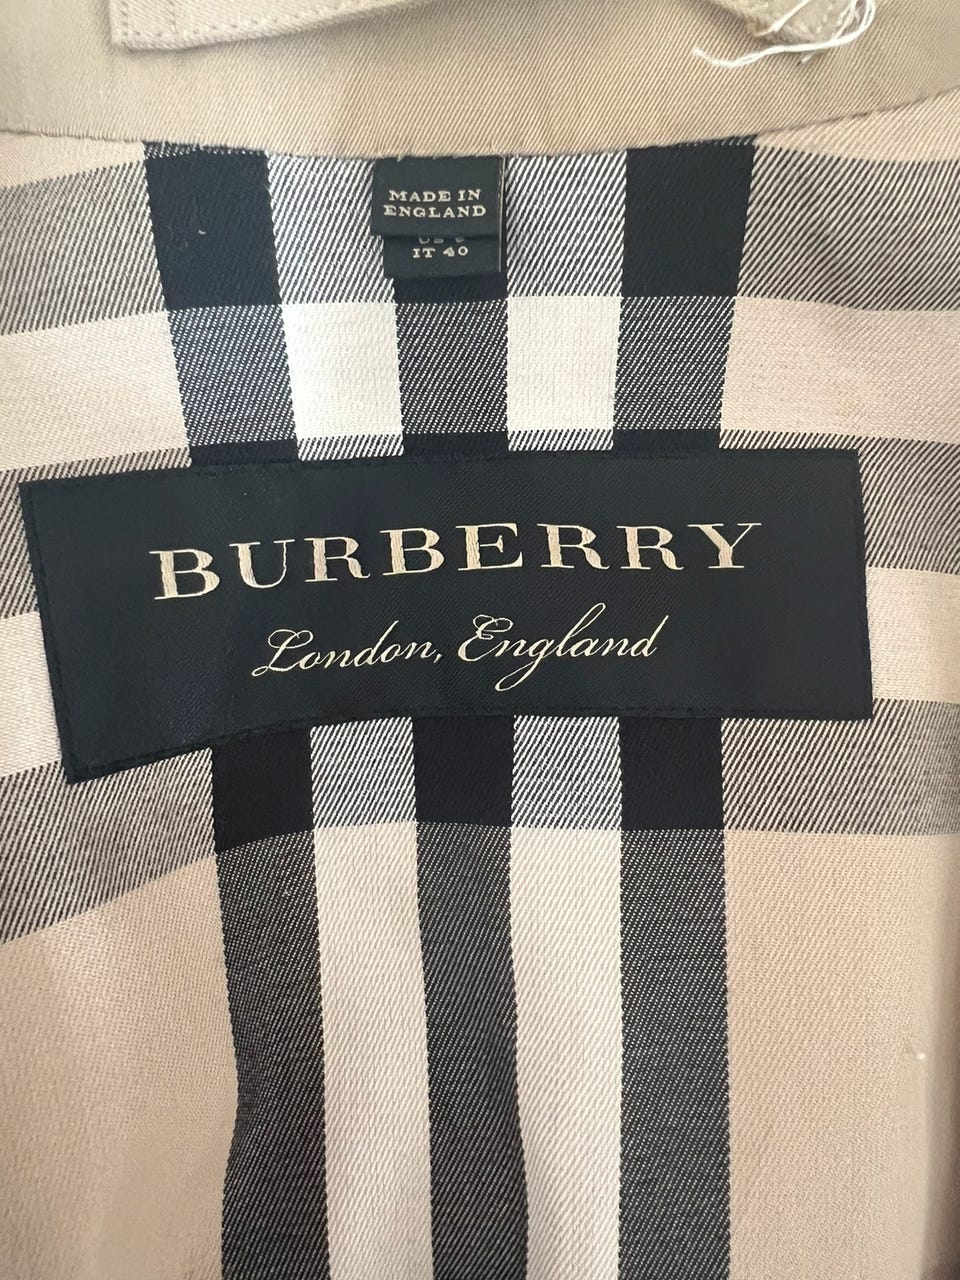 MADE IN
ENGLAND
IT 40
BURBERRY
London, England